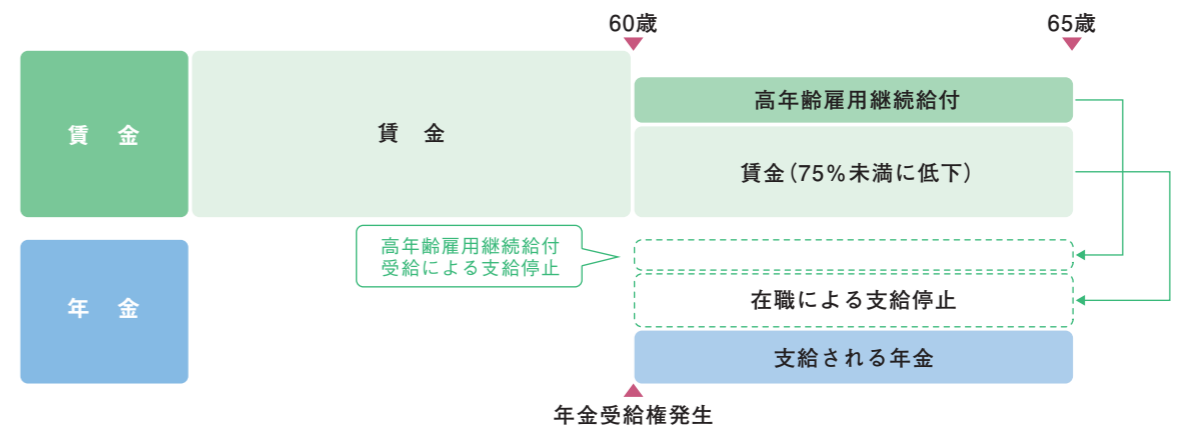 60歳
65歳
賃 金
賃 金
高年齢雇用継続給付
賃金(75%未満に低下)
年 金
高年齢雇用継続給付
受給による支給停止
在職による支給停止
支給される年金
年金受給権発生